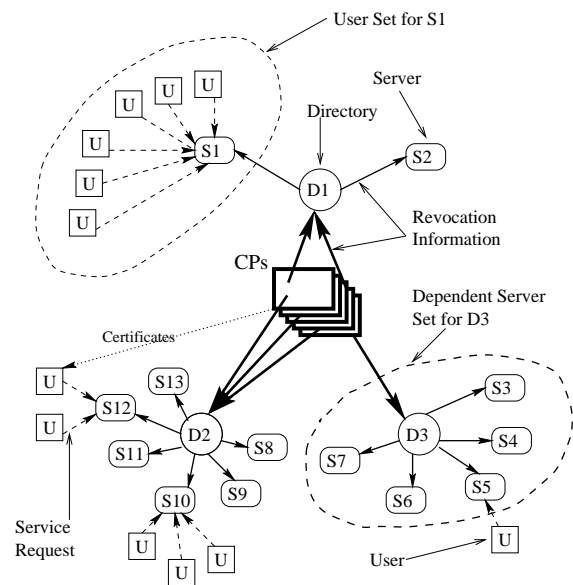 User Set for S1
Server
U
U
U
U
Directory
U
S1
S2
U
D1
U
Revocation
Information
CPs
Dependent Server
Set for D3
Certificates
U
S13
S3
S12
U
D2
S8
D3
S4
S11
S7
S9
S10
S6
S5
Service
Request
U
U
U
User
U